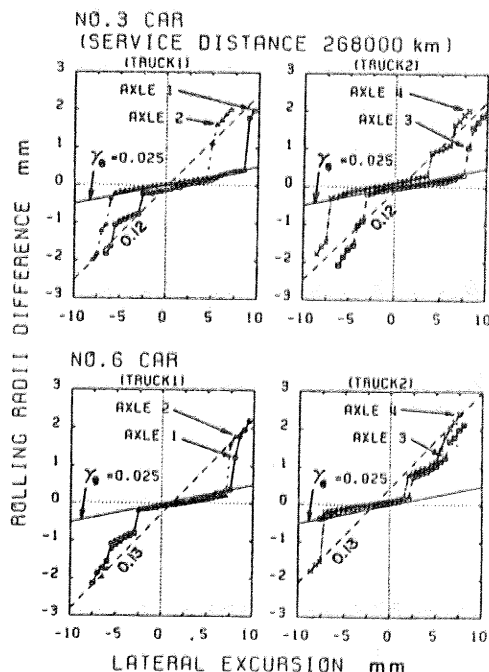 NO.3 CAR
(SERVICE DISTANCE 268000 km)
(TRUCK1)
(TRUCK2)
3
2
1
0
-1
-2
-3
AXLE 1
AXLE 2
γe=0.025
0.12
-10 -5 0 5 10
3
2
1
0
-1
-2
-3
AXLE 4
AXLE 3
γe=0.025
0.12
-10 -5 0 5 10
ROLLING RADII DIFFERENCE mm
NO.6 CAR
(TRUCK1)
(TRUCK2)
3
2
1
0
-1
-2
-3
AXLE 2
AXLE 1
γe=0.025
0.13
-10 -5 0 5 10
3
2
1
0
-1
-2
-3
AXLE 4
AXLE 3
γe=0.025
0.13
-10 -5 0 5 10
LATERAL EXCURSION mm